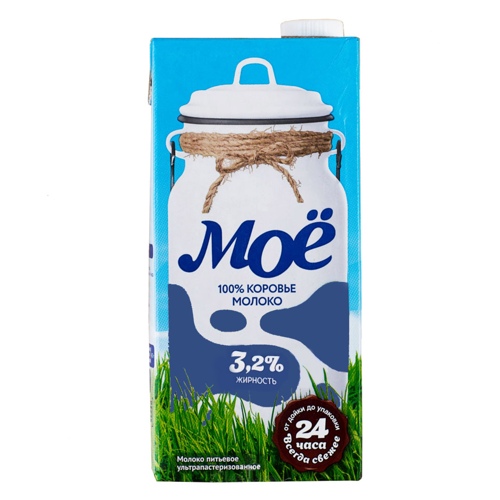 Моё
100% КОРОВЬЕ
МОЛОКО
3,2%
ЖИРНОСТЬ
от дойки до упаковки
24
часа
Всегда свежее
Молоко питьевое
ультрапастеризованное